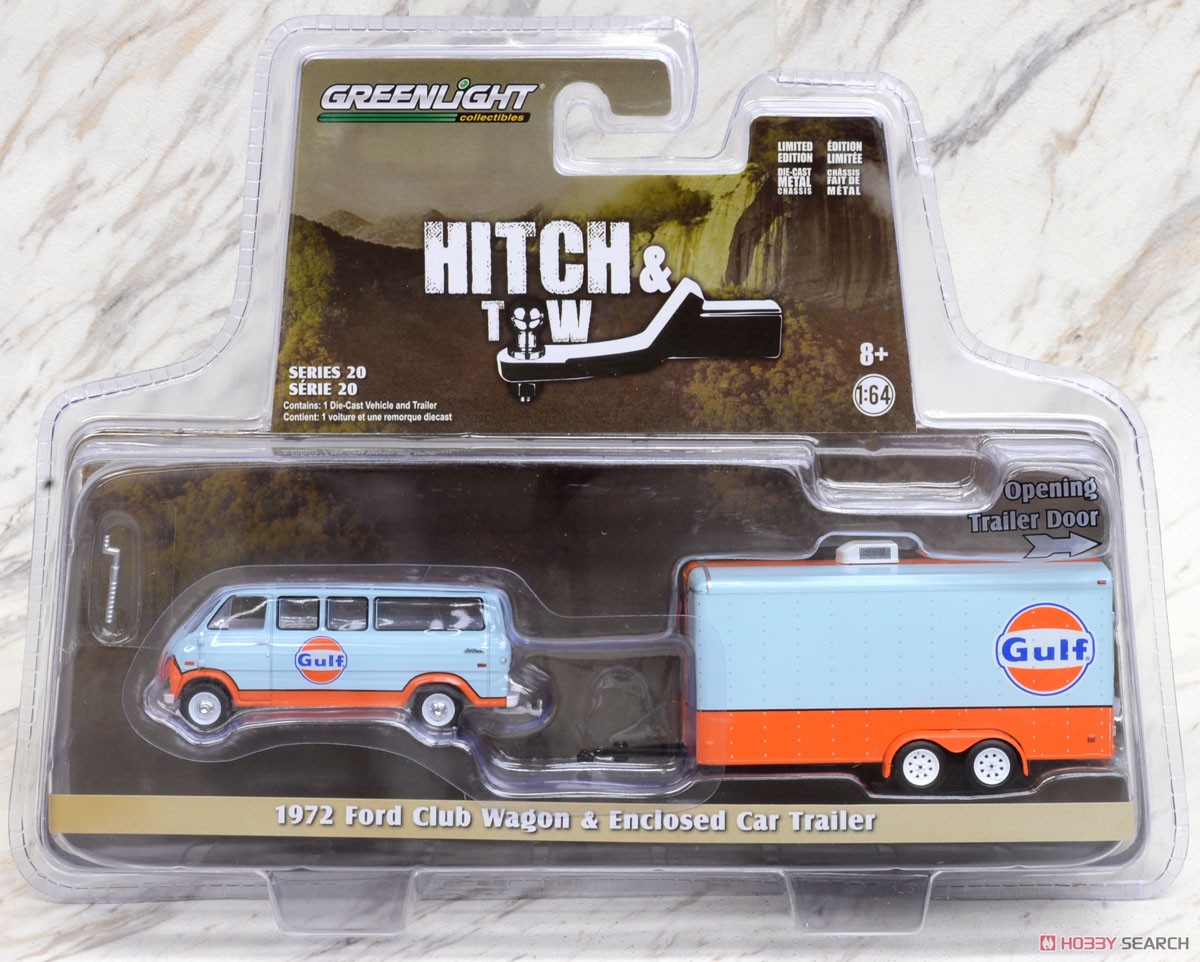 GREENLIGHT
collectibles
LIMITED EDITION
ÉDITION LIMITÉE
DIE-CAST METAL CHASSIS
CHÂSSIS FAIT DE MÉTAL
HITCH &
TOW
SERIES 20
SÉRIE 20
Contains: 1 Die-Cast Vehicle and Trailer
Contient: 1 voiture et une remorque diecast
8+
1:64
Opening
Trailer Door
Gulf
Gulf
1972 Ford Club Wagon & Enclosed Car Trailer
HOBBY SEARCH